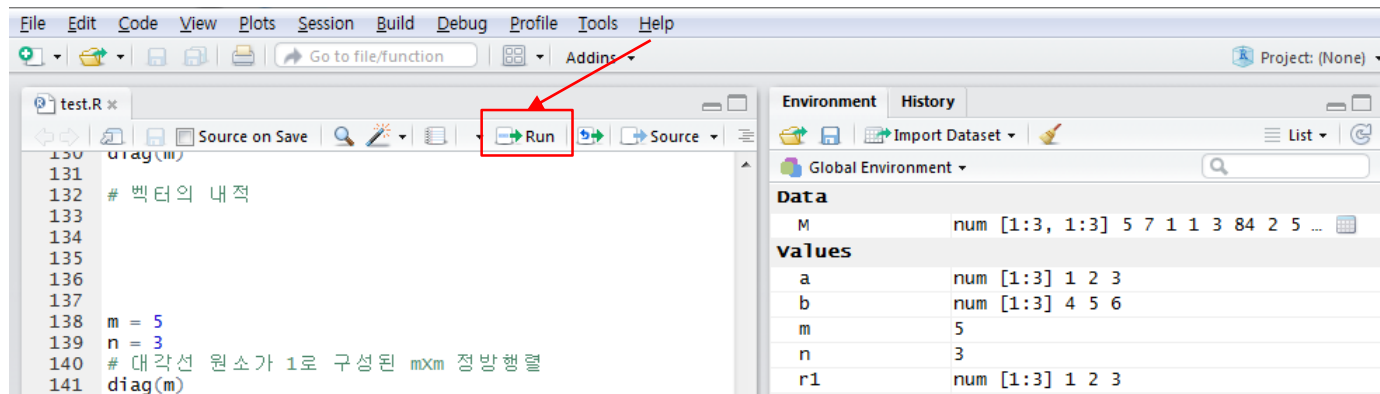 File Edit Code View Plots Session Build Debug Profile Tools Help
Go to file/function Addins Project: (None)
test.R
Source on Save Run Source
130 diag(m)
131
132 # 벡터의 내적
133
134
135
136
137
138 m = 5
139 n = 3
140 # 대각선 원소가 1로 구성된 mXm 정방행렬
141 diag(m)
Environment History
Import Dataset List
Global Environment
Data
M num [1:3, 1:3] 5 7 1 1 3 84 2 5 …
Values
a num [1:3] 1 2 3
b num [1:3] 4 5 6
m 5
n 3
r1 num [1:3] 1 2 3